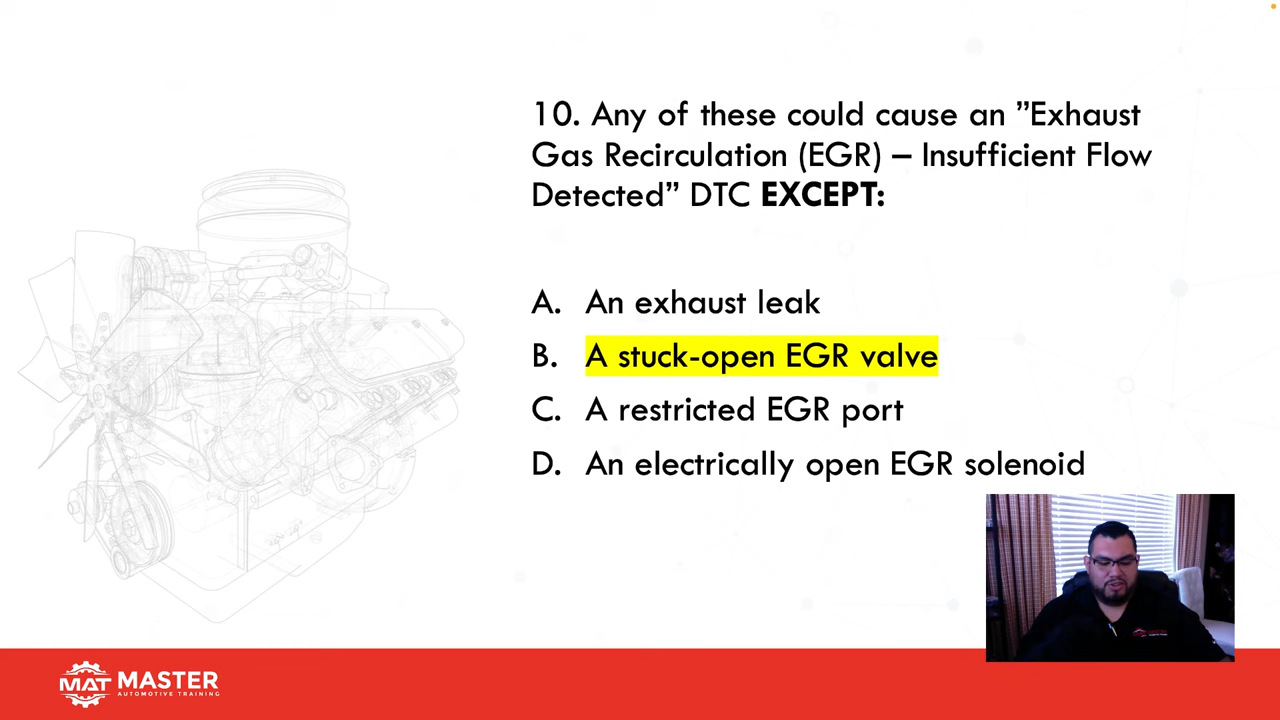 10. Any of these could cause an ”Exhaust
Gas Recirculation (EGR) – Insufficient Flow
Detected” DTC EXCEPT:
A. An exhaust leak
B. A stuck-open EGR valve
C. A restricted EGR port
D. An electrically open EGR solenoid
MAT MASTER
AUTOMOTIVE TRAINING